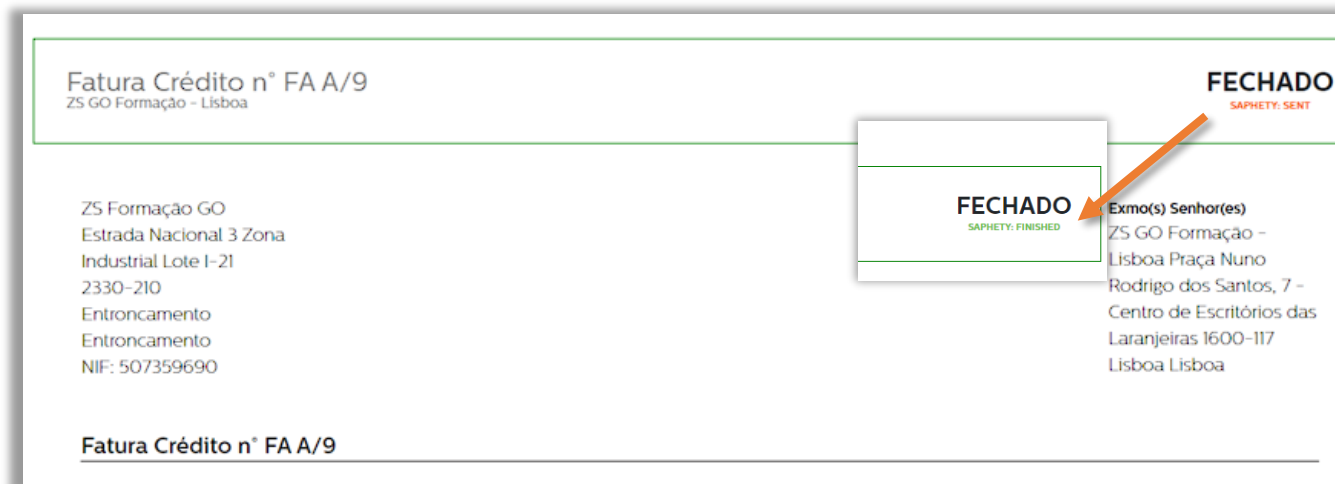 Fatura Crédito n° FA A/9
ZS GO Formação - Lisboa
FECHADO
SAPHETY: SENT
FECHADO
SAPHETY: FINISHED
ZS Formação GO
Estrada Nacional 3 Zona
Industrial Lote I-21
2330-210
Entroncamento
Entroncamento
NIF: 507359690
Exmo(s) Senhor(es)
ZS GO Formação -
Lisboa Praça Nuno
Rodrigo dos Santos, 7 -
Centro de Escritórios das
Laranjeiras 1600-117
Lisboa Lisboa
Fatura Crédito n° FA A/9